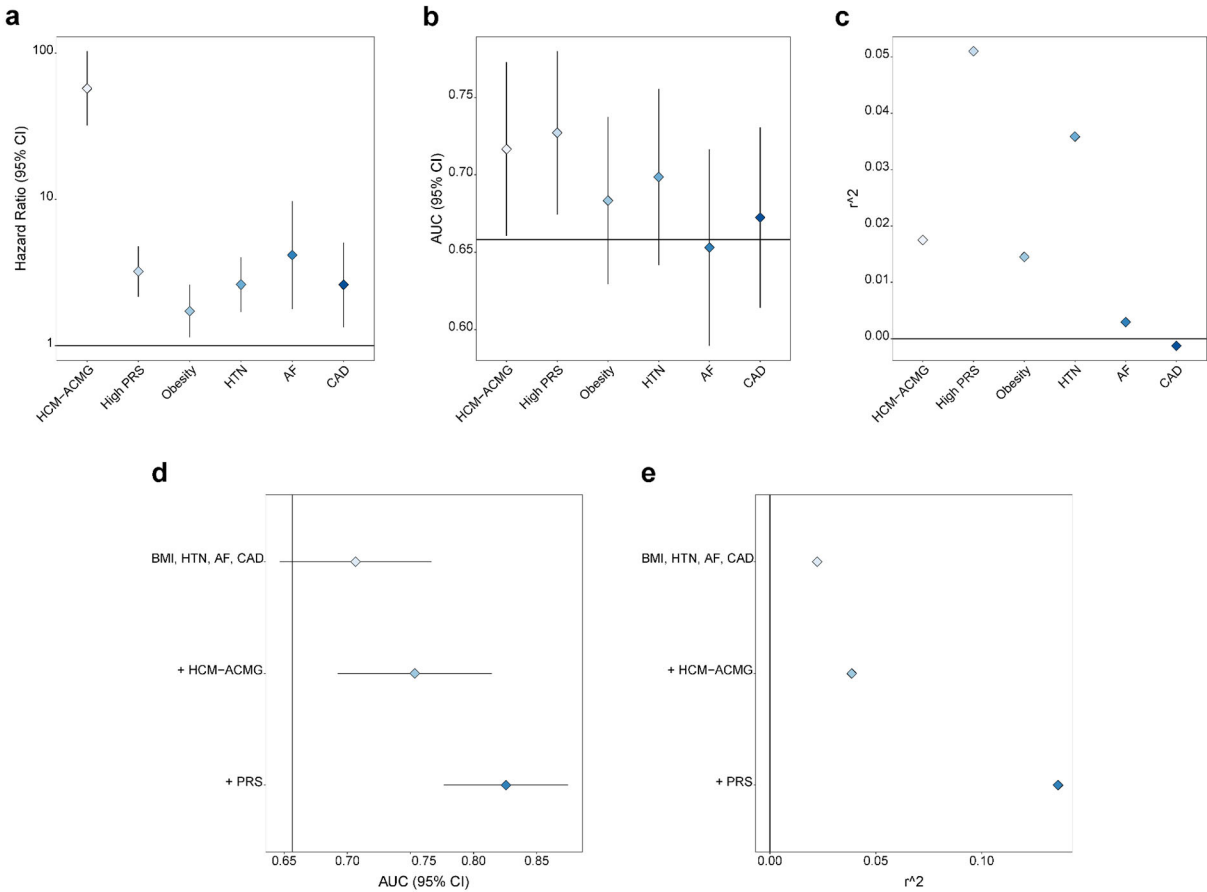 a
Hazard Ratio (95% CI)
100
10
1
HCM−ACMG
High PRS
Obesity
HTN
AF
CAD
b
AUC (95% CI)
0.75
0.70
0.65
0.60
HCM−ACMG
High PRS
Obesity
HTN
AF
CAD
c
r^2
0.05
0.04
0.03
0.02
0.01
0.00
HCM−ACMG
High PRS
Obesity
HTN
AF
CAD
d
BMI, HTN, AF, CAD
+ HCM−ACMG
+ PRS
0.65 0.70 0.75 0.80 0.85
AUC (95% CI)
e
BMI, HTN, AF, CAD
+ HCM−ACMG
+ PRS
0.00 0.05 0.10
r^2